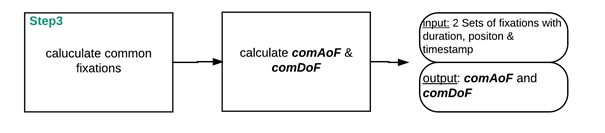 Step3
caluculate common
fixations
calculate comAoF &
comDoF
input: 2 Sets of fixations with
duration, positon &
timestamp
output: comAoF and
comDoF